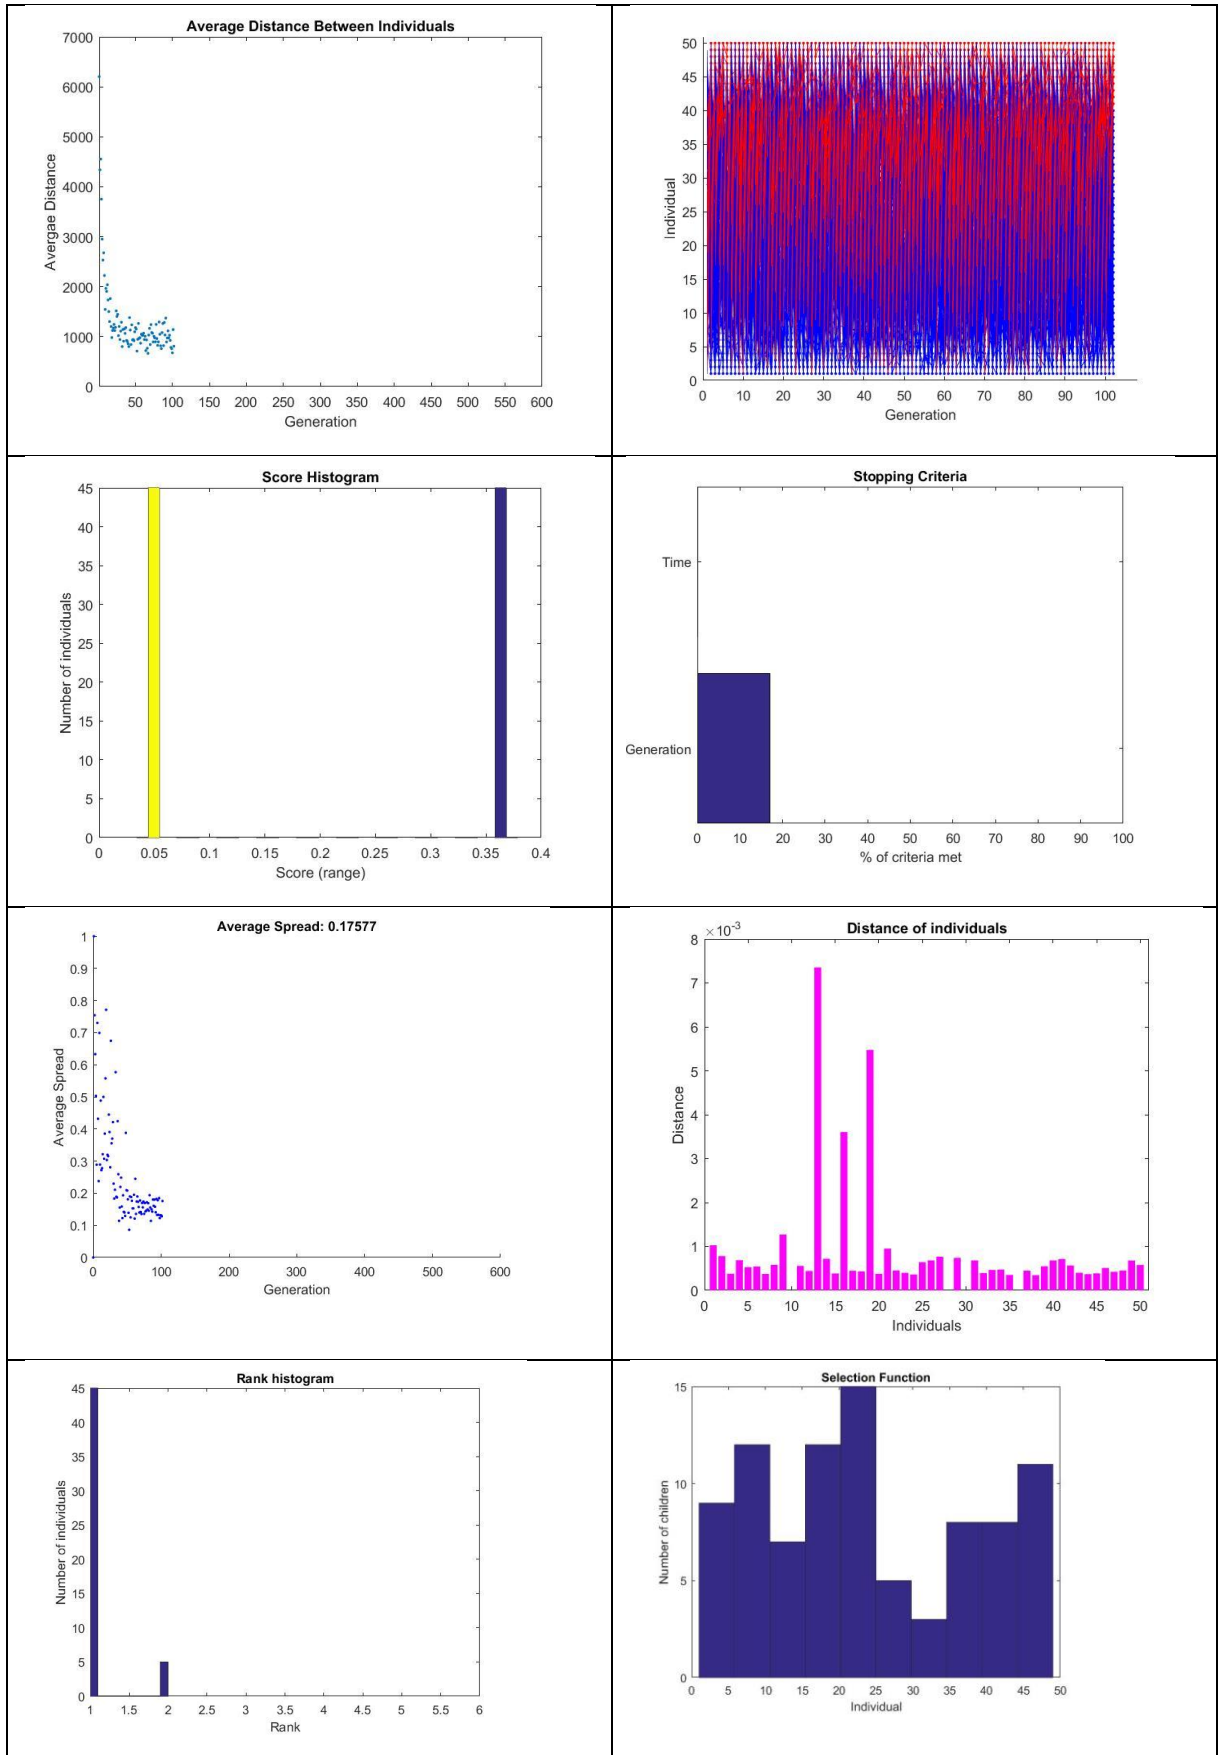 Average Distance Between Individuals
7000
6000
5000
4000
3000
2000
1000
0
Avergae Distance
50 100 150 200 250 300 350 400 450 500 550 600
Generation
50
45
40
35
30
25
20
15
10
5
0
Individual
0 10 20 30 40 50 60 70 80 90 100
Generation
Score Histogram
45
40
35
30
25
20
15
10
5
0
Number of individuals
0 0.05 0.1 0.15 0.2 0.25 0.3 0.35 0.4
Score (range)
Stopping Criteria
Time
Generation
0 10 20 30 40 50 60 70 80 90 100
% of criteria met
Average Spread: 0.17577
1
0.9
0.8
0.7
0.6
0.5
0.4
0.3
0.2
0.1
0
Average Spread
0 100 200 300 400 500 600
Generation
×10-3
Distance of individuals
8
7
6
5
4
3
2
1
0
Distance
0 5 10 15 20 25 30 35 40 45 50
Individuals
Rank histogram
45
40
35
30
25
20
15
10
5
0
Number of individuals
1 1.5 2 2.5 3 3.5 4 4.5 5 5.5 6
Rank
Selection Function
15
10
5
0
Number of children
0 5 10 15 20 25 30 35 40 45 50
Individual